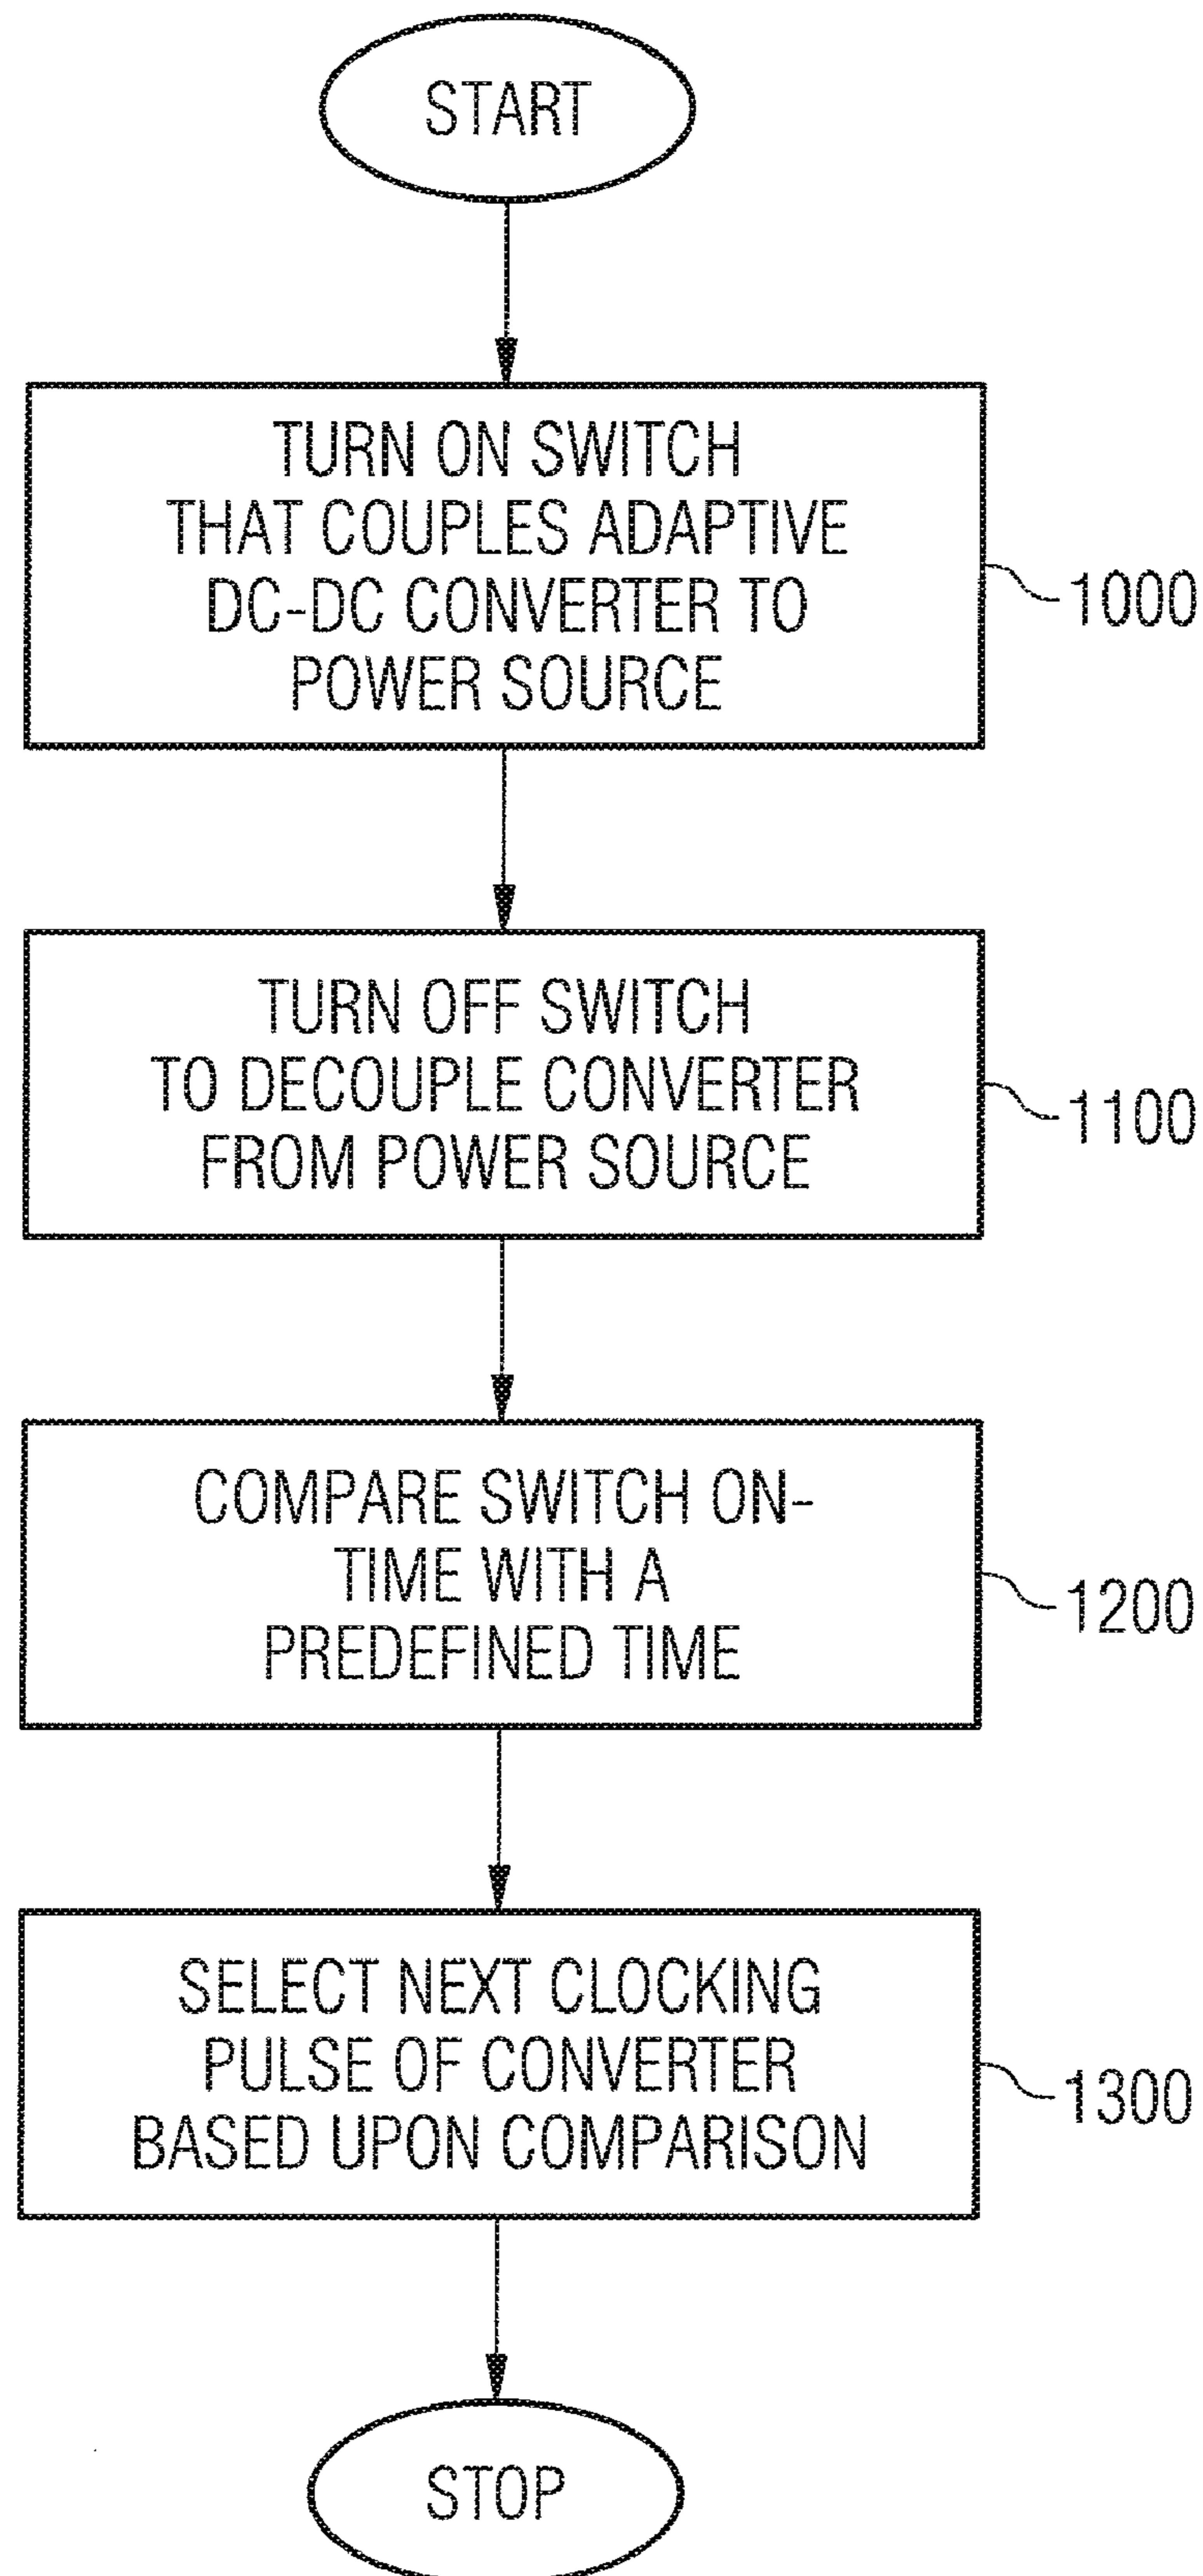 START
TURN ON SWITCH
THAT COUPLES ADAPTIVE
DC-DC CONVERTER TO
POWER SOURCE
1000
TURN OFF SWITCH
TO DECOUPLE CONVERTER
FROM POWER SOURCE
1100
COMPARE SWITCH ON-
TIME WITH A
PREDEFINED TIME
1200
SELECT NEXT CLOCKING
PULSE OF CONVERTER
BASED UPON COMPARISON
1300
STOP